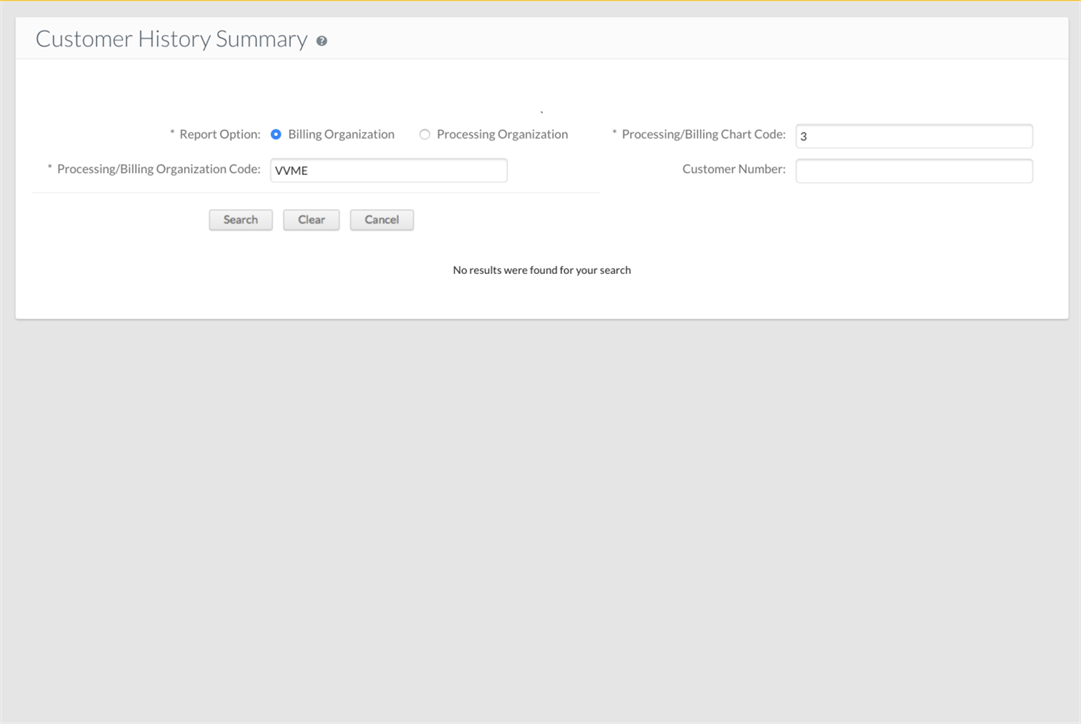 Customer History Summary ?
* Report Option: Billing Organization Processing Organization * Processing/Billing Chart Code: 3
* Processing/Billing Organization Code: VVME Customer Number:
Search Clear Cancel
No results were found for your search